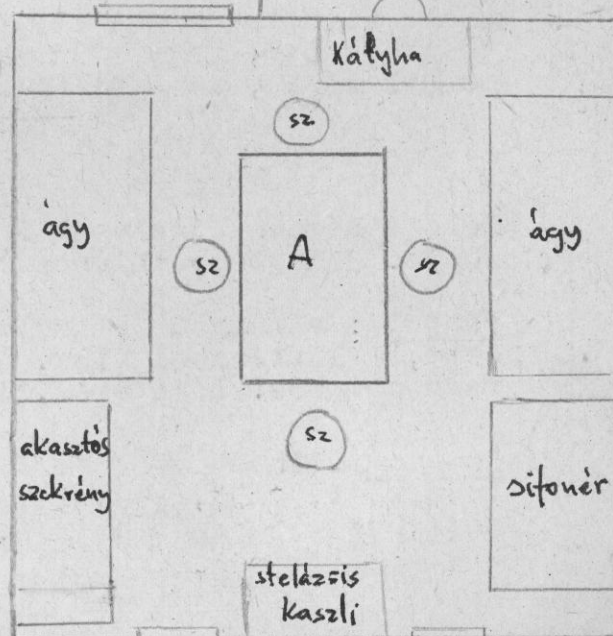 Kályha
sz
ágy
A
ágy
sz
sz
sz
akasztós
szekrény
sifonér
stelázsis
Kaszli